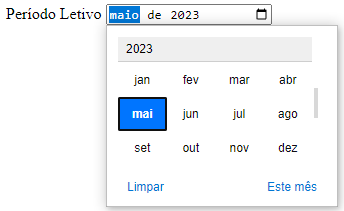 Período Letivo maio de 2023
2023
jan fev mar abr
mai jun jul ago
set out nov dez
Limpar Este mês